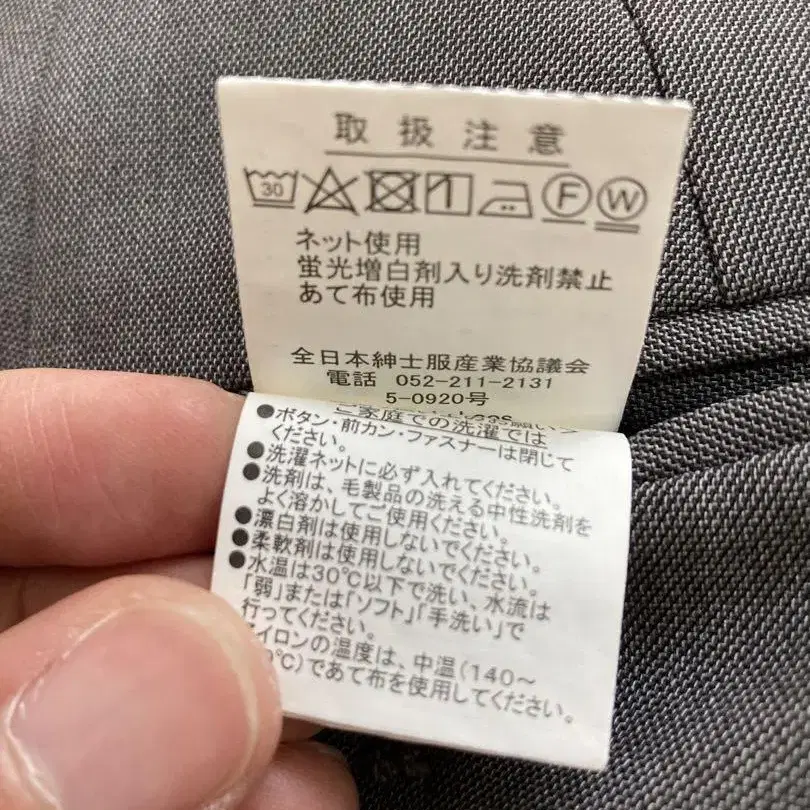 取扱注意
30 F W
ネット使用
蛍光増白剤入り洗剤禁止
あて布使用
全日本紳士服産業協議会
電話 052-211-2131
5-0920号
ご家庭での洗濯では
●ボタン・前カン・ファスナーは閉じて
ください。
●洗濯ネットに必ず入れてください。
●洗剤は、毛製品の洗える中性洗剤を
よく溶かしてご使用ください。
●漂白剤は使用しないでください。
●柔軟剤は使用しないでください。
●水温は30℃以下で洗い、水流は
「弱」または「ソフト」「手洗い」で
行ってください。
イロンの温度は、中温(140～
0℃)であて布を使用してください。